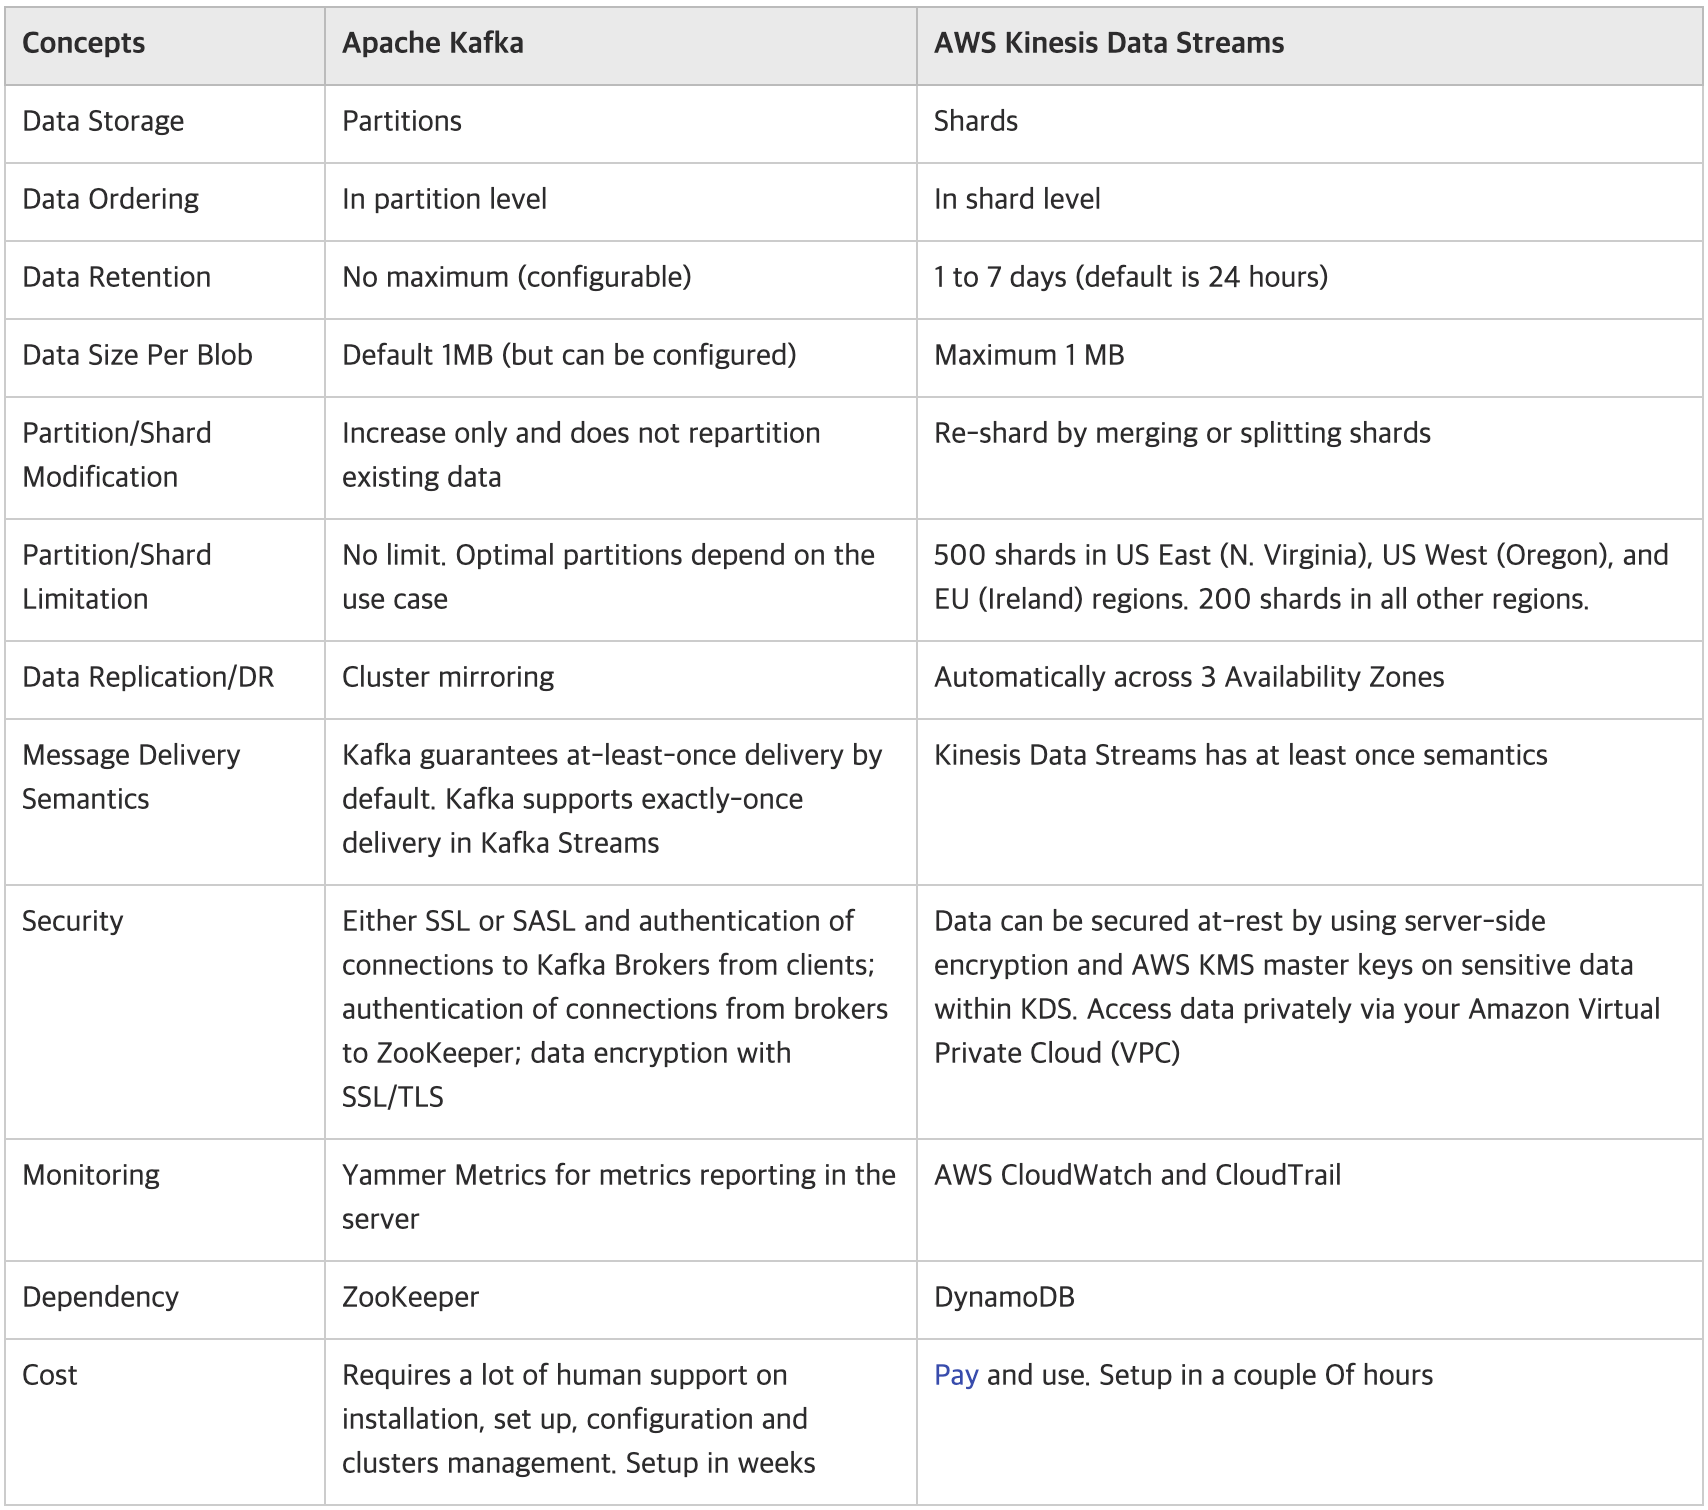 Concepts
Apache Kafka
AWS Kinesis Data Streams
Data Storage
Partitions
Shards
Data Ordering
In partition level
In shard level
Data Retention
No maximum (configurable)
1 to 7 days (default is 24 hours)
Data Size Per Blob
Default 1MB (but can be configured)
Maximum 1 MB
Partition/Shard
Modification
Increase only and does not repartition
existing data
Re-shard by merging or splitting shards
Partition/Shard
Limitation
No limit. Optimal partitions depend on the
use case
500 shards in US East (N. Virginia), US West (Oregon), and
EU (Ireland) regions. 200 shards in all other regions.
Data Replication/DR
Cluster mirroring
Automatically across 3 Availability Zones
Message Delivery
Semantics
Kafka guarantees at-least-once delivery by
default. Kafka supports exactly-once
delivery in Kafka Streams
Kinesis Data Streams has at least once semantics
Security
Either SSL or SASL and authentication of
connections to Kafka Brokers from clients;
authentication of connections from brokers
to ZooKeeper; data encryption with
SSL/TLS
Data can be secured at-rest by using server-side
encryption and AWS KMS master keys on sensitive data
within KDS. Access data privately via your Amazon Virtual
Private Cloud (VPC)
Monitoring
Yammer Metrics for metrics reporting in the
server
AWS CloudWatch and CloudTrail
Dependency
ZooKeeper
DynamoDB
Cost
Requires a lot of human support on
installation, set up, configuration and
clusters management. Setup in weeks
Pay and use. Setup in a couple Of hours